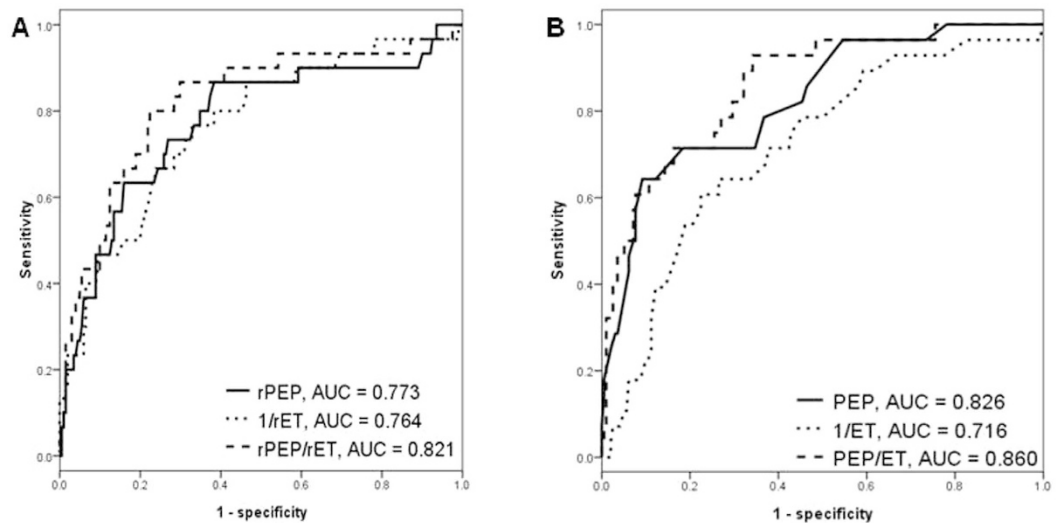 A
Sensitivity
1.0
0.8
0.6
0.4
0.2
0.0
rPEP, AUC = 0.773
1/rET, AUC = 0.764
rPEP/rET, AUC = 0.821
0.0 0.2 0.4 0.6 0.8 1.0
1 - specificity
B
Sensitivity
1.0
0.8
0.6
0.4
0.2
0.0
PEP, AUC = 0.826
1/ET, AUC = 0.716
PEP/ET, AUC = 0.860
0.0 0.2 0.4 0.6 0.8 1.0
1 - specificity